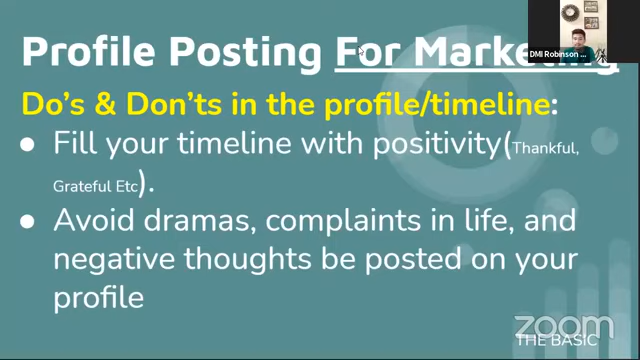 Profile Posting For Marketing
DMI Robinson ...
Do's & Don'ts in the profile/timeline:
● Fill your timeline with positivity(Thankful,
Grateful Etc).
● Avoid dramas, complaints in life, and
negative thoughts be posted on your
profile
zoom
THE BASIC